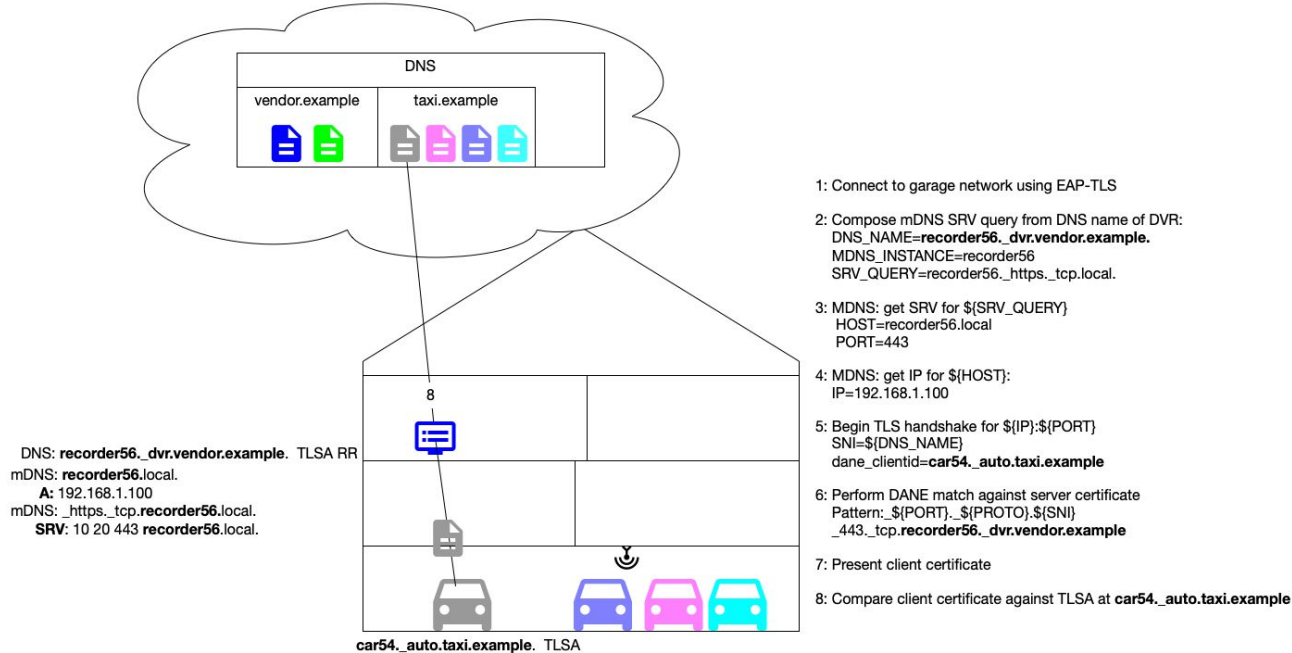 DNS
vendor.example
taxi.example
1: Connect to garage network using EAP-TLS
2: Compose mDNS SRV query from DNS name of DVR:
DNS_NAME=recorder56._dvr.vendor.example.
MDNS_INSTANCE=recorder56
SRV_QUERY=recorder56._https._tcp.local.
3: MDNS: get SRV for ${SRV_QUERY}
HOST=recorder56.local
PORT=443
4: MDNS: get IP for ${HOST}:
IP=192.168.1.100
5: Begin TLS handshake for ${IP}:${PORT}
SNI=${DNS_NAME}
dane_clientid=car54._auto.taxi.example
6: Perform DANE match against server certificate
Pattern:_${PORT}._${PROTO}.${SNI}
_443._tcp.recorder56._dvr.vendor.example
7: Present client certificate
8: Compare client certificate against TLSA at car54._auto.taxi.example
8
DNS: recorder56._dvr.vendor.example. TLSA RR
mDNS: recorder56.local.
A: 192.168.1.100
mDNS: _https._tcp.recorder56.local.
SRV: 10 20 443 recorder56.local.
car54._auto.taxi.example. TLSA